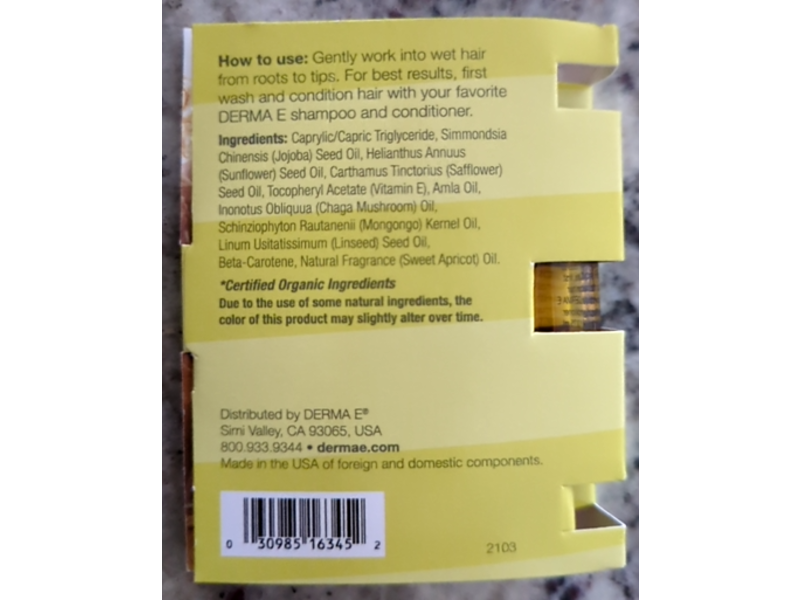 How to use: Gently work into wet hair
from roots to tips. For best results, first
wash and condition hair with your favorite
DERMA E shampoo and conditioner.
Ingredients: Caprylic/Capric Triglyceride, Simmondsia
Chinensis (Jojoba) Seed Oil, Helianthus Annuus
(Sunflower) Seed Oil, Carthamus Tinctorius (Safflower)
Seed Oil, Tocopheryl Acetate (Vitamin E), Amla Oil,
Inonotus Obliquua (Chaga Mushroom) Oil,
Schinziophyton Rautanenii (Mongongo) Kernel Oil,
Linum Usitatissimum (Linseed) Seed Oil,
Beta-Carotene, Natural Fragrance (Sweet Apricot) Oil.
*Certified Organic Ingredients
Due to the use of some natural ingredients, the
color of this product may slightly alter over time.
Distributed by DERMA E®
Simi Valley, CA 93065, USA
800.933.9344 • dermae.com
Made in the USA of foreign and domestic components.
0 30985 16345 2
2103